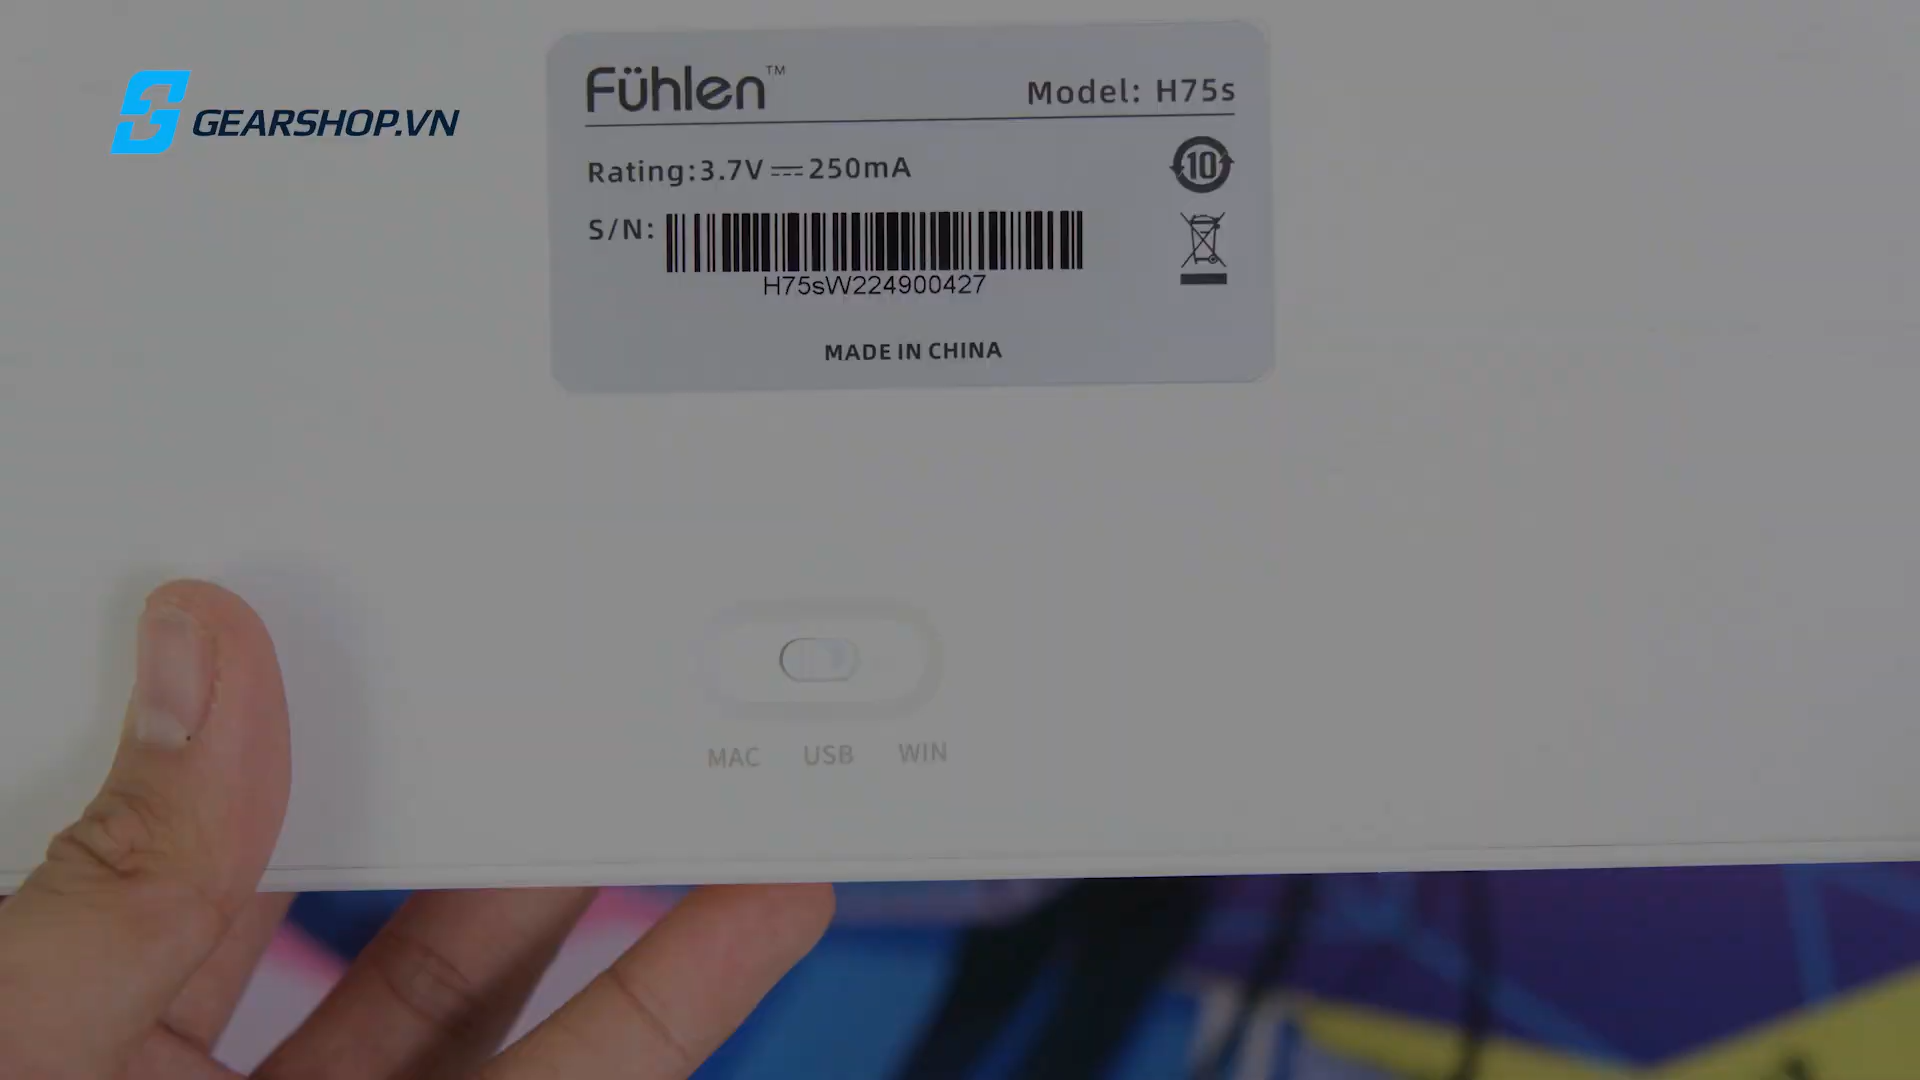 GEARSHOP.VN
Fühlen™
Model: H75s
Rating:3.7V⎓250mA
10
S/N:
H75sW224900427
MADE IN CHINA
MAC USB WIN